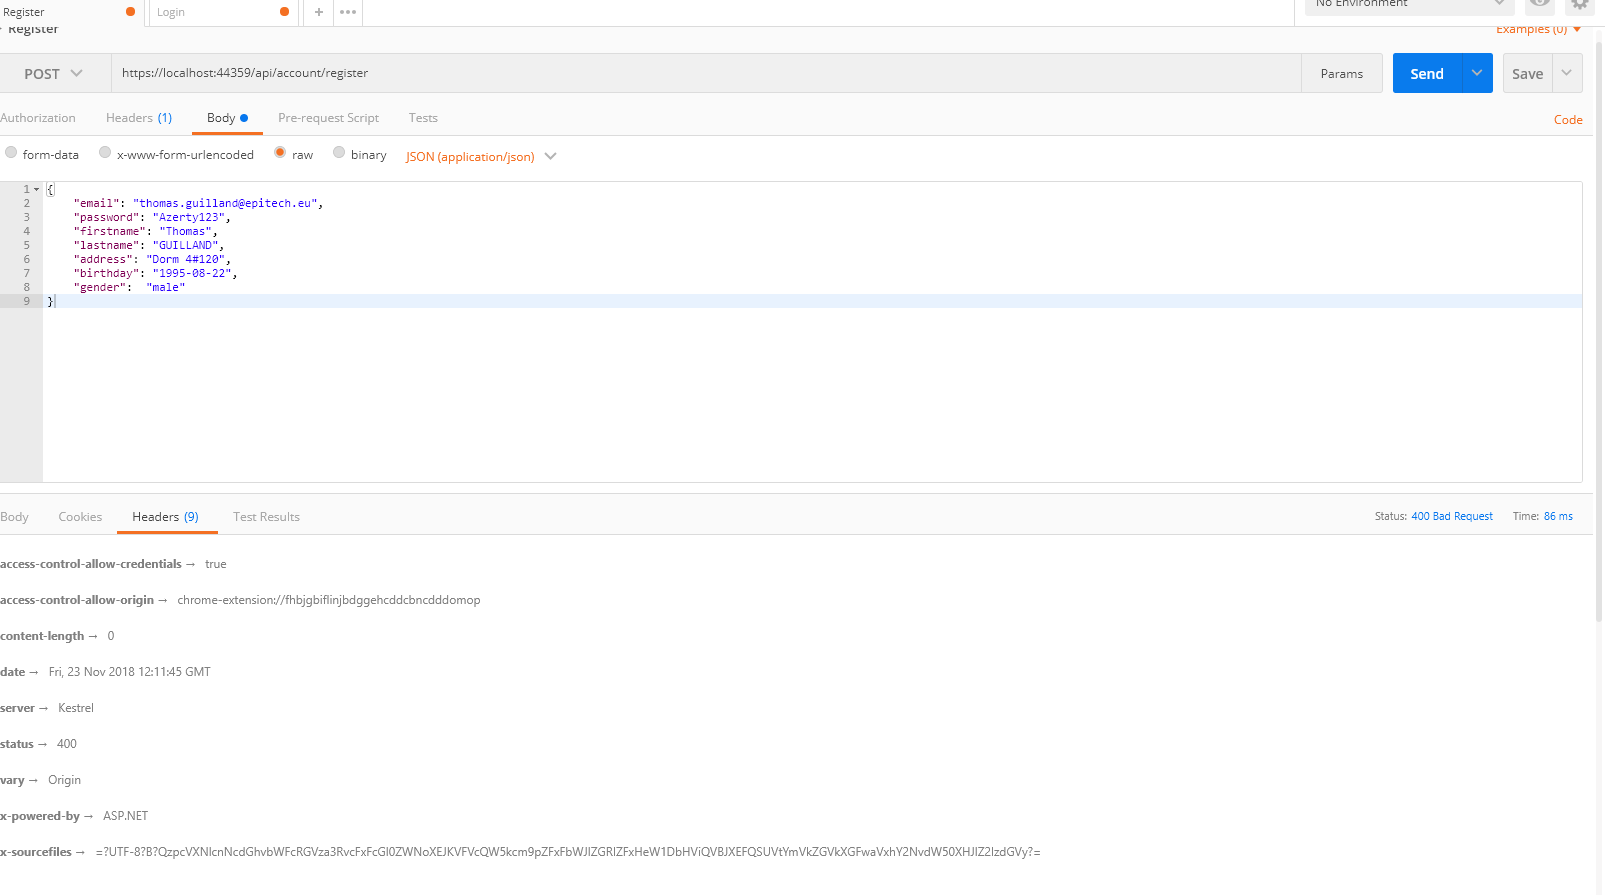 Register
Login
+
•••
No Environment
Register
Examples (0)
POST
https://localhost:44359/api/account/register
Params
Send
Save
Authorization
Headers (1)
Body
Pre-request Script
Tests
Code
form-data
x-www-form-urlencoded
raw
binary
JSON (application/json)
1 {
2 "email": "thomas.guilland@epitech.eu",
3 "password": "Azerty123",
4 "firstname": "Thomas",
5 "lastname": "GUILLAND",
6 "address": "Dorm 4#120",
7 "birthday": "1995-08-22",
8 "gender":  "male"
9 }
Body
Cookies
Headers (9)
Test Results
Status: 400 Bad Request
Time: 86 ms
access-control-allow-credentials → true
access-control-allow-origin → chrome-extension://fhbjgbiflinjbdggehcddcbncdddomop
content-length → 0
date → Fri, 23 Nov 2018 12:11:45 GMT
server → Kestrel
status → 400
vary → Origin
x-powered-by → ASP.NET
x-sourcefiles →